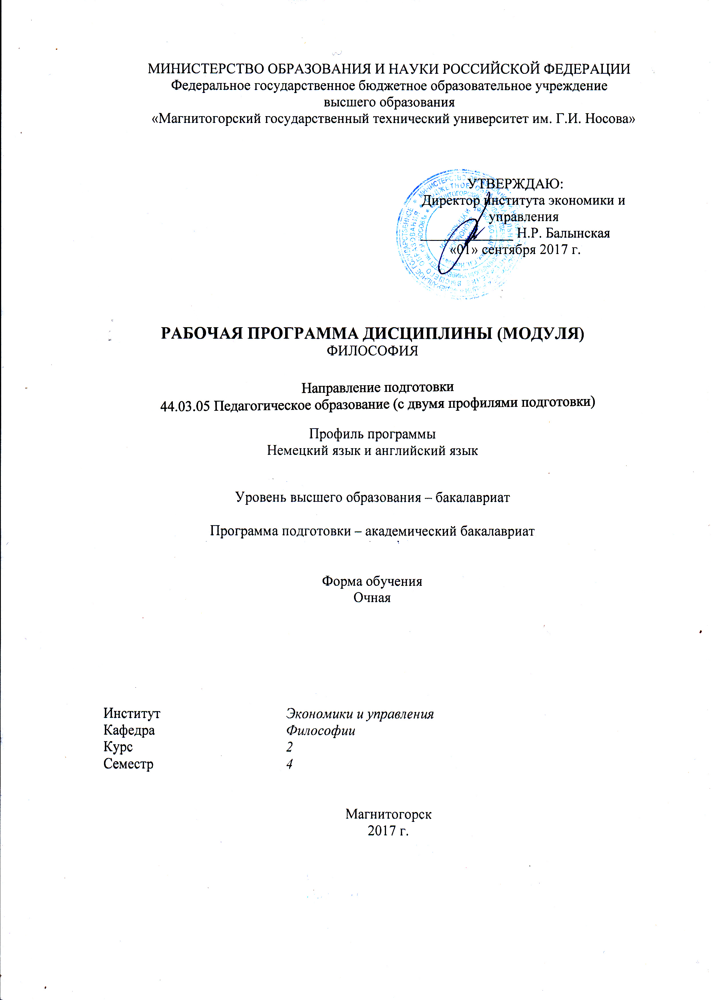 МИНИСТЕРСТВО ОБРАЗОВАНИЯ И НАУКИ РОССИЙСКОЙ ФЕДЕРАЦИИ
Федеральное государственное бюджетное образовательное учреждение
высшего образования
«Магнитогорский государственный технический университет им. Г.И. Носова»
УТВЕРЖДАЮ:
Директор института экономики и
управления
Н.Р. Балынская
«01» сентября 2017 г.
РАБОЧАЯ ПРОГРАММА ДИСЦИПЛИНЫ (МОДУЛЯ)
ФИЛОСОФИЯ
Направление подготовки
44.03.05 Педагогическое образование (с двумя профилями подготовки)
Профиль программы
Немецкий язык и английский язык
Уровень высшего образования – бакалавриат
Программа подготовки – академический бакалавриат
Форма обучения
Очная
Институт Экономики и управления
Кафедра Философии
Курс 2
Семестр 4
Магнитогорск
2017 г.